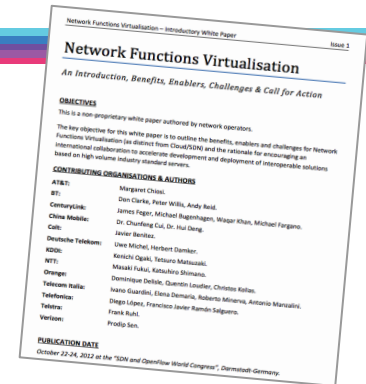 Network Functions Virtualisation – Introductory White Paper Issue 1
Network Functions Virtualisation
An Introduction, Benefits, Enablers, Challenges & Call for Action
OBJECTIVES
This is a non-proprietary white paper authored by network operators.
The key objective for this white paper is to outline the benefits, enablers and challenges for Network
Functions Virtualisation (as distinct from Cloud/SDN) and the rationale for encouraging an
international collaboration to accelerate development and deployment of interoperable solutions
based on high volume industry standard servers.
CONTRIBUTING ORGANISATIONS & AUTHORS
AT&T: Margaret Chiosi.
BT: Don Clarke, Peter Willis, Andy Reid.
CenturyLink: James Feger, Michael Bugenhagen, Waqar Khan, Michael Fargano.
China Mobile: Dr. Chunfeng Cui, Dr. Hui Deng.
Colt: Javier Benitez.
Deutsche Telekom: Uwe Michel, Herbert Damker.
KDDI: Kenichi Ogaki, Tetsuro Matsuzaki.
NTT: Masaki Fukui, Katsuhiro Shimano.
Orange: Dominique Delisle, Quentin Loudier, Christos Kolias.
Telecom Italia: Ivano Guardini, Elena Demaria, Roberto Minerva, Antonio Manzalini.
Telefonica: Diego López, Francisco Javier Ramón Salguero.
Telstra: Frank Ruhl.
Verizon: Prodip Sen.
PUBLICATION DATE
October 22-24, 2012 at the “SDN and OpenFlow World Congress”, Darmstadt-Germany.